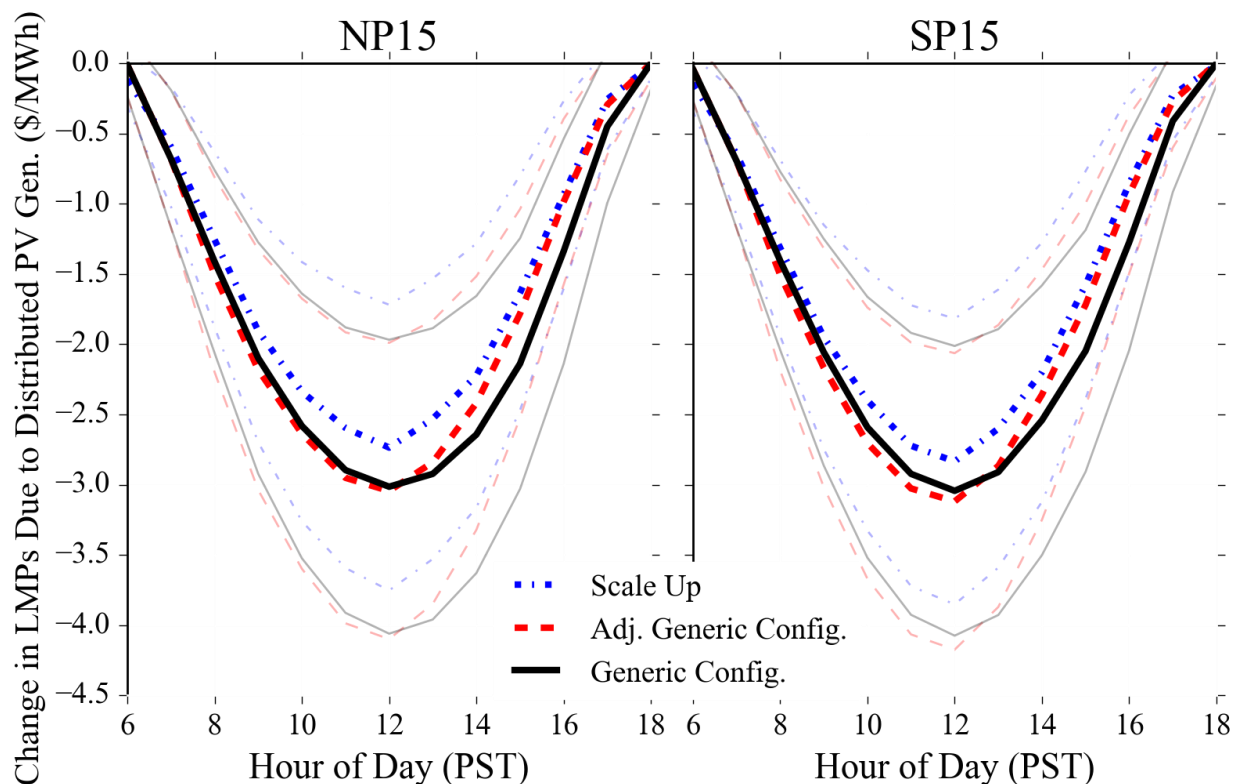 NP15
SP15
Change in LMPs Due to Distributed PV Gen. ($/MWh)
0.0
−0.5
−1.0
−1.5
−2.0
−2.5
−3.0
−3.5
−4.0
−4.5
Scale Up
Adj. Generic Config.
Generic Config.
6 8 10 12 14 16 18
6 8 10 12 14 16 18
Hour of Day (PST)
Hour of Day (PST)